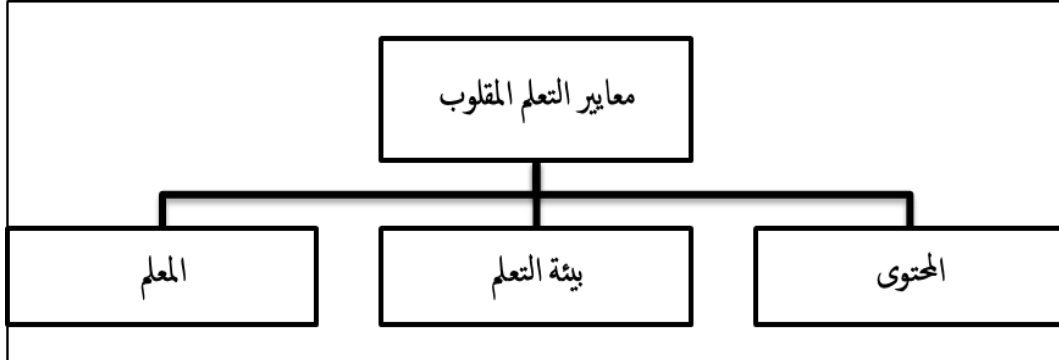 معايير التعلم المقلوب
المحتوى
بيئة التعلم
المعلم